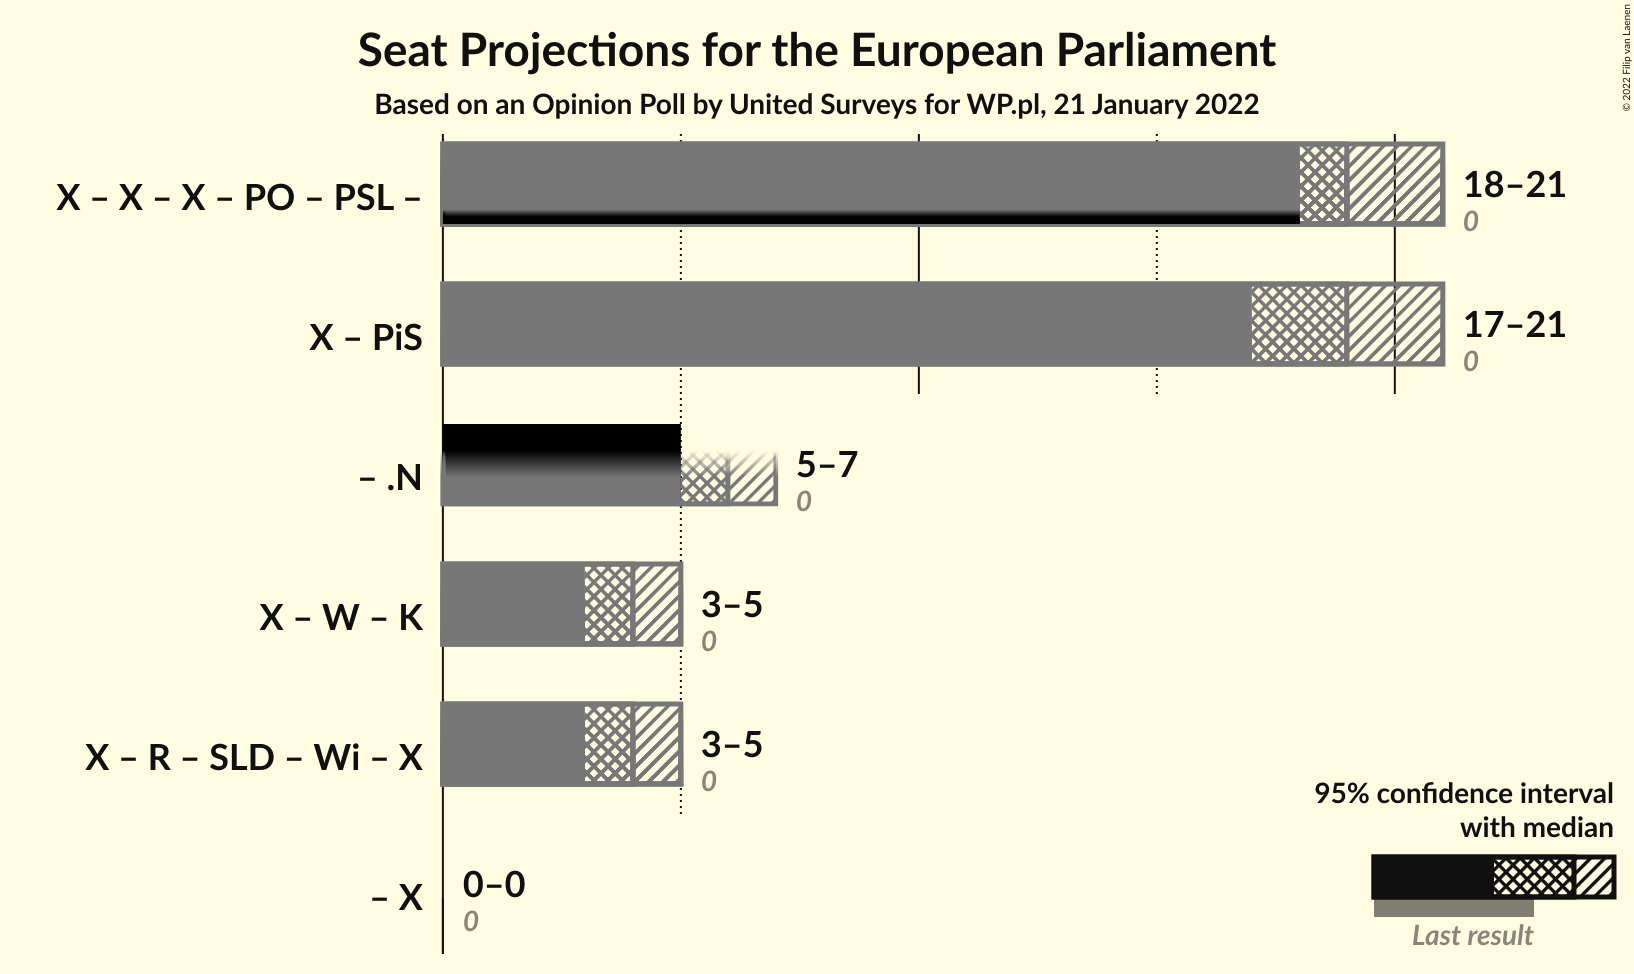 Seat Projections for the European Parliament
Based on an Opinion Poll by United Surveys for WP.pl, 21 January 2022
© 2022 Filip van Laenen
X – X – X – PO – PSL –
18–21
0
X – PiS
17–21
0
– .N
5–7
0
X – W – K
3–5
0
X – R – SLD – Wi – X
3–5
0
– X
0–0
0
95% confidence interval
with median
Last result